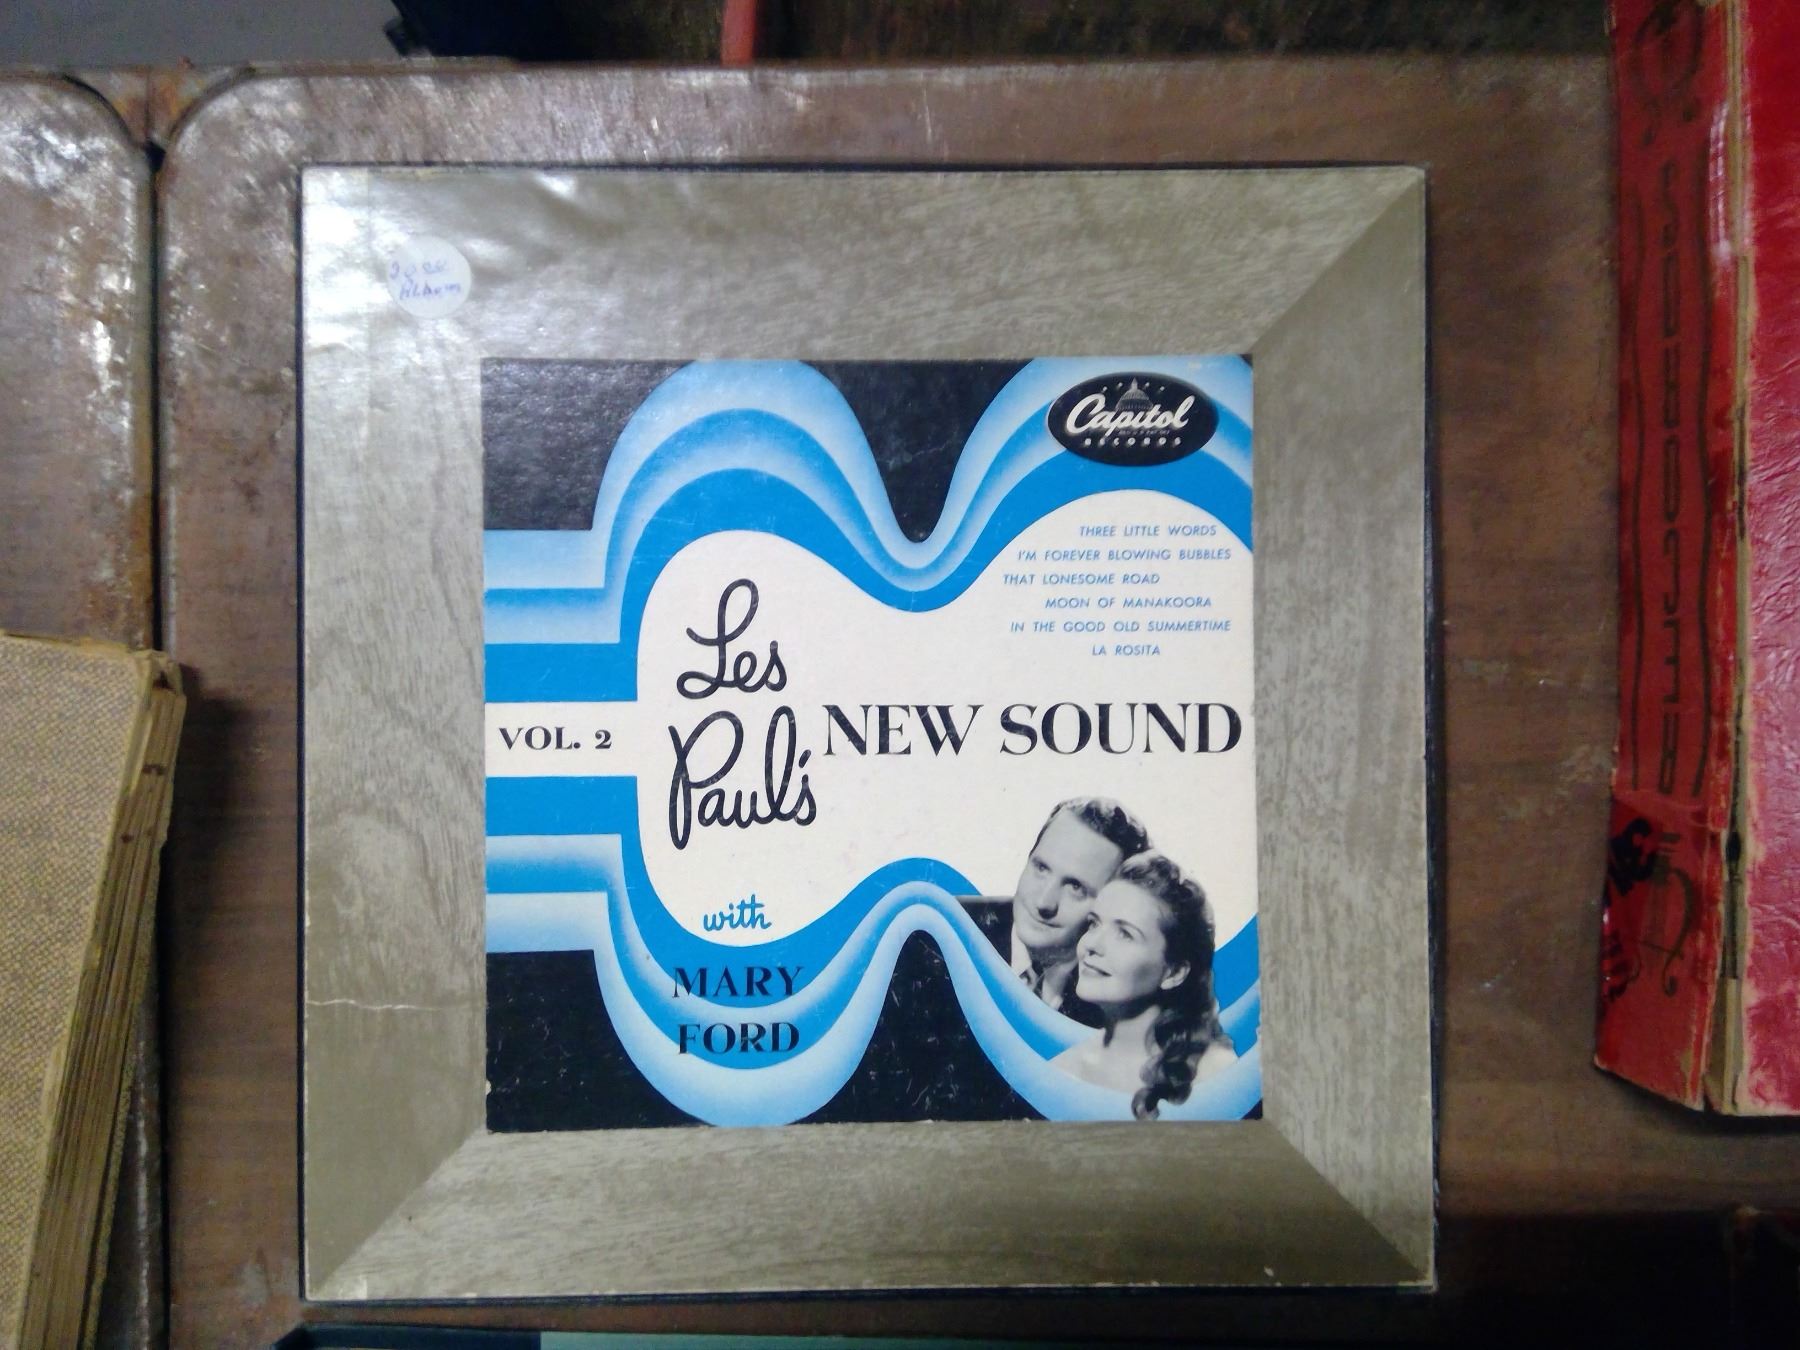 Capitol
RECORDS
THREE LITTLE WORDS
I'M FOREVER BLOWING BUBBLES
THAT LONESOME ROAD
MOON OF MANAKOORA
IN THE GOOD OLD SUMMERTIME
LA ROSITA
Les
Paul's
NEW SOUND
VOL. 2
with
MARY
FORD